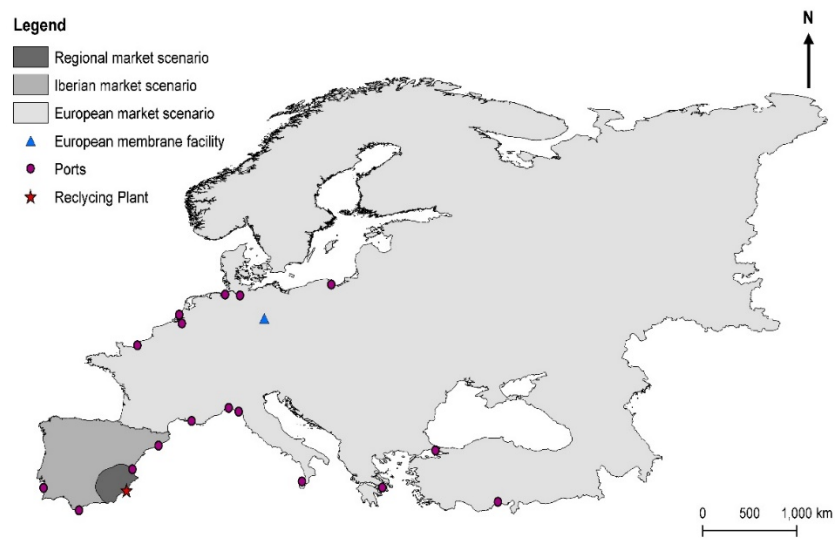 Legend
Regional market scenario
Iberian market scenario
European market scenario
European membrane facility
Ports
Reclycing Plant
N
0 500 1,000 km